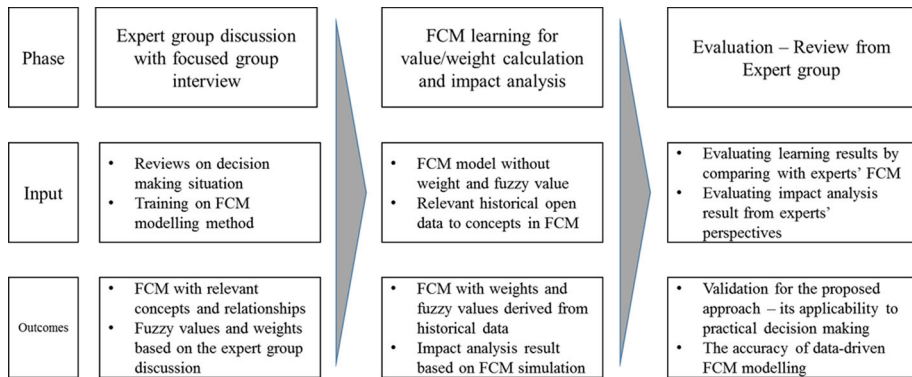 Phase
Expert group discussion
with focused group
interview
FCM learning for
value/weight calculation
and impact analysis
Evaluation – Review from
Expert group
Input
• Reviews on decision
making situation
• Training on FCM
modelling method
• FCM model without
weight and fuzzy value
• Relevant historical open
data to concepts in FCM
• Evaluating learning results by
comparing with experts' FCM
• Evaluating impact analysis
result from experts'
perspectives
Outcomes
• FCM with relevant
concepts and relationships
• Fuzzy values and weights
based on the expert group
discussion
• FCM with weights and
fuzzy values derived from
historical data
• Impact analysis result
based on FCM simulation
• Validation for the proposed
approach – its applicability to
practical decision making
• The accuracy of data-driven
FCM modelling